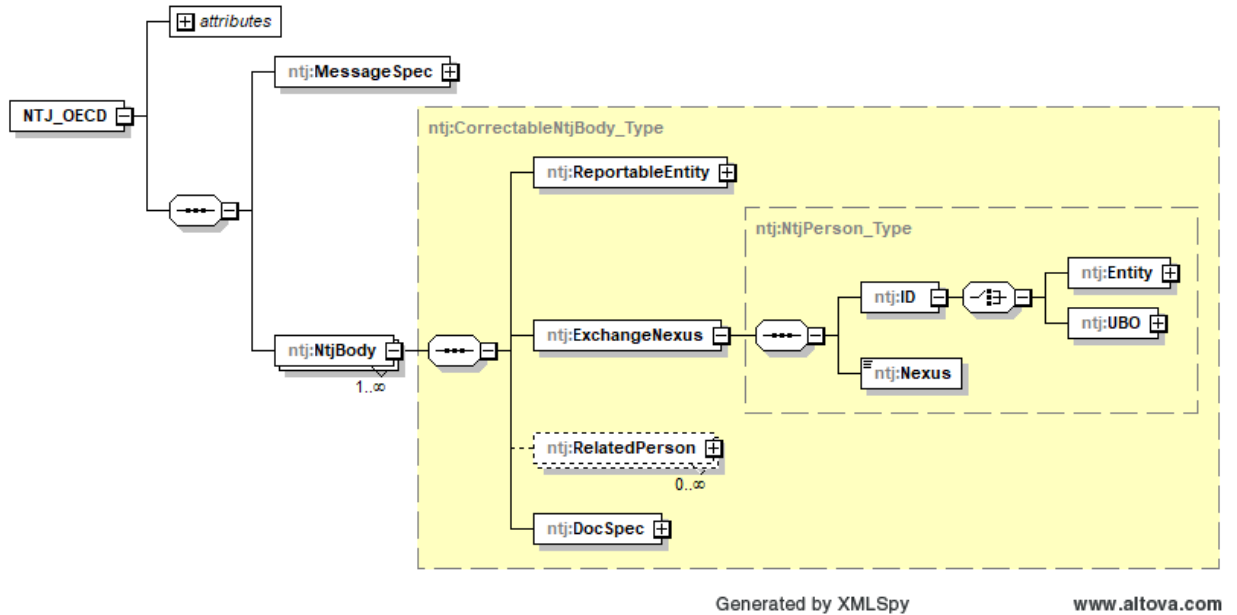 attributes
ntj:MessageSpec
NTJ_OECD
ntj:CorrectableNtjBody_Type
ntj:ReportableEntity
ntj:NtjPerson_Type
ntj:Entity
ntj:ID
ntj:UBO
ntj:ExchangeNexus
ntj:NtjBody
1..∞
ntj:Nexus
ntj:RelatedPerson
0..∞
ntj:DocSpec
Generated by XMLSpy
www.altova.com